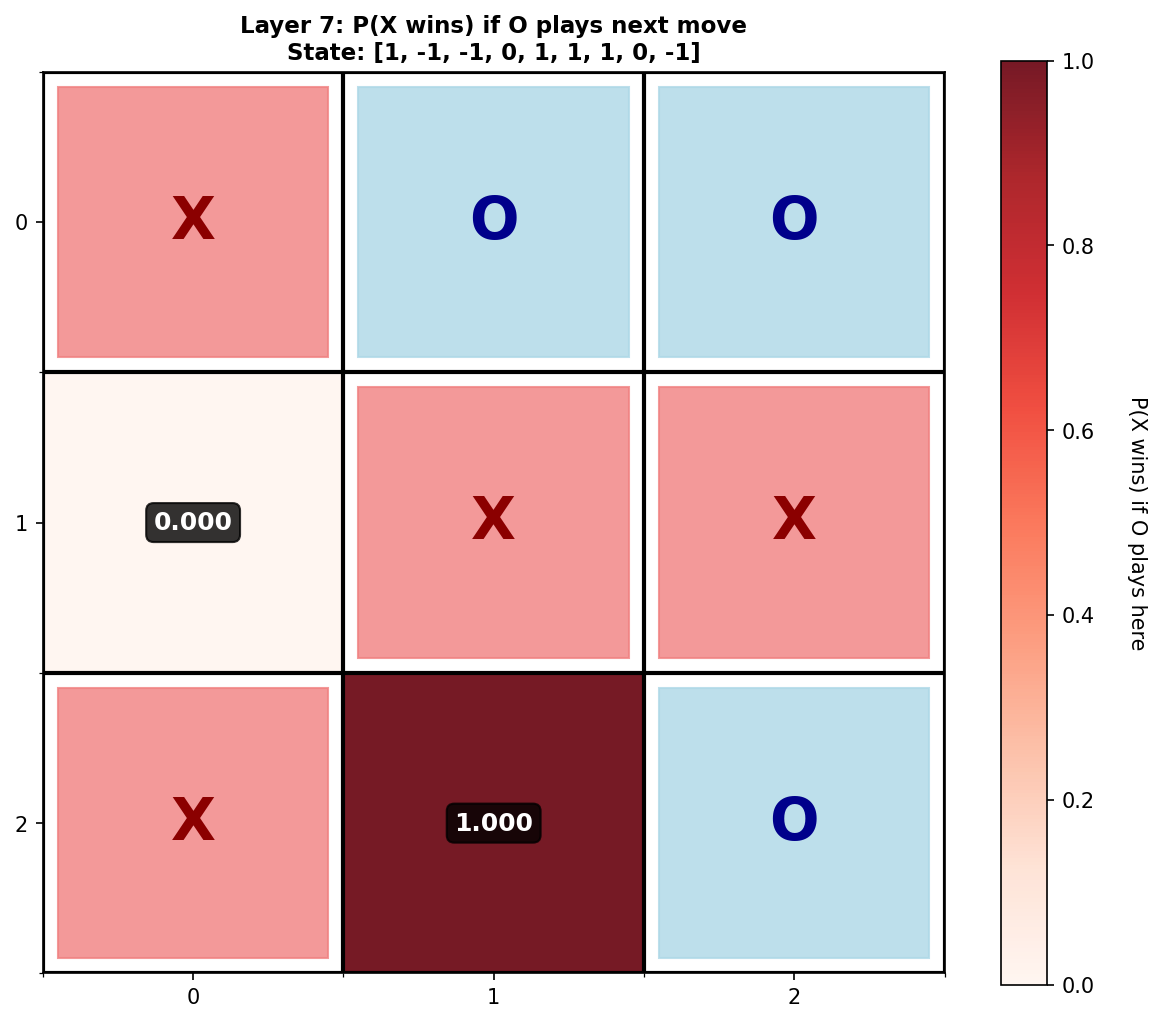 Layer 7: P(X wins) if O plays next move
State: [1, -1, -1, 0, 1, 1, 1, 0, -1]
X O O
0.000 X X
X 1.000 O
0
1
2
0 1 2
1.0
0.8
0.6
0.4
0.2
0.0
P(X wins) if O plays here